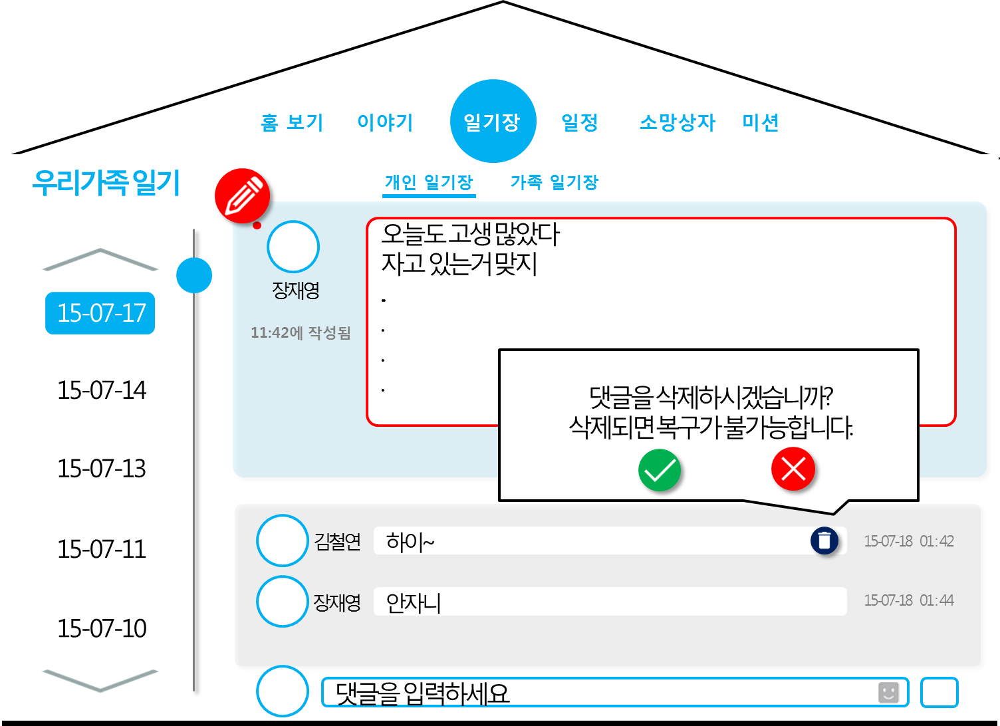 홈 보기 이야기 일기장 일정 소망상자 미션
우리가족 일기
개인 일기장 가족 일기장
오늘도 고생 많았다
자고 있는거 맞지
.
.
.
.
장재영
11:42에 작성됨
15-07-17
15-07-14
15-07-13
15-07-11
15-07-10
댓글을 삭제하시겠습니까?
삭제되면 복구가 불가능합니다.
김철연 하이~ 15-07-18 01:42
장재영 안자니 15-07-18 01:44
댓글을 입력하세요